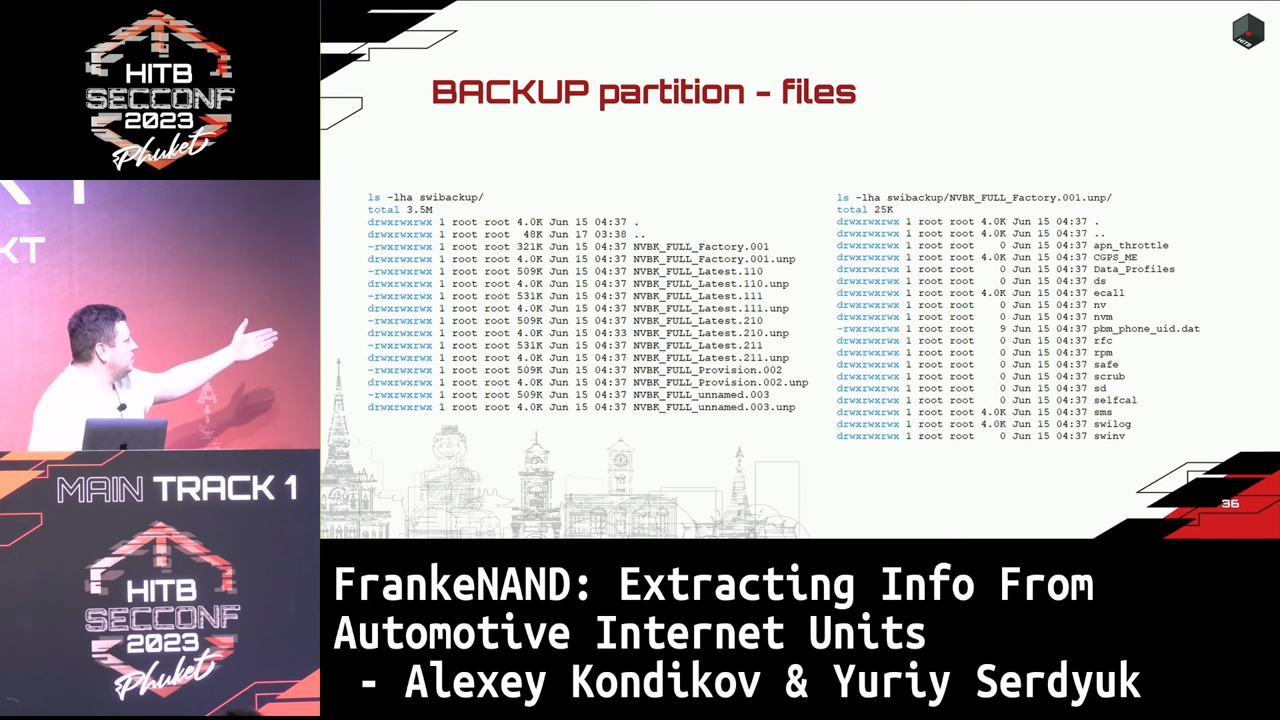 HITB
SECCONF
2023
Phuket
KT
MAIN TRACK 1
HITB
SECCONF
2023
Phuket
HITB
BACKUP partition - files
ls -lha swibackup/
total 3.5M
drwxrwxrwx 1 root root 4.0K Jun 15 04:37 .
drwxrwxrwx 1 root root 48K Jun 17 03:38 ..
-rwxrwxrwx 1 root root 321K Jun 15 04:37 NVBK_FULL_Factory.001
drwxrwxrwx 1 root root 4.0K Jun 15 04:37 NVBK_FULL_Factory.001.unp
-rwxrwxrwx 1 root root 509K Jun 15 04:37 NVBK_FULL_Latest.110
drwxrwxrwx 1 root root 4.0K Jun 15 04:37 NVBK_FULL_Latest.110.unp
-rwxrwxrwx 1 root root 531K Jun 15 04:37 NVBK_FULL_Latest.111
drwxrwxrwx 1 root root 4.0K Jun 15 04:37 NVBK_FULL_Latest.111.unp
-rwxrwxrwx 1 root root 509K Jun 15 04:37 NVBK_FULL_Latest.210
drwxrwxrwx 1 root root 4.0K Jun 15 04:33 NVBK_FULL_Latest.210.unp
-rwxrwxrwx 1 root root 531K Jun 15 04:37 NVBK_FULL_Latest.211
drwxrwxrwx 1 root root 4.0K Jun 15 04:37 NVBK_FULL_Latest.211.unp
-rwxrwxrwx 1 root root 509K Jun 15 04:37 NVBK_FULL_Provision.002
drwxrwxrwx 1 root root 4.0K Jun 15 04:37 NVBK_FULL_Provision.002.unp
-rwxrwxrwx 1 root root 509K Jun 15 04:37 NVBK_FULL_unnamed.003
drwxrwxrwx 1 root root 4.0K Jun 15 04:37 NVBK_FULL_unnamed.003.unp
ls -lha swibackup/NVBK_FULL_Factory.001.unp/
total 25K
drwxrwxrwx 1 root root 4.0K Jun 15 04:37 .
drwxrwxrwx 1 root root 4.0K Jun 15 04:37 ..
drwxrwxrwx 1 root root 0 Jun 15 04:37 apn_throttle
drwxrwxrwx 1 root root 4.0K Jun 15 04:37 CGPS_ME
drwxrwxrwx 1 root root 0 Jun 15 04:37 Data_Profiles
drwxrwxrwx 1 root root 0 Jun 15 04:37 ds
drwxrwxrwx 1 root root 4.0K Jun 15 04:37 ecall
drwxrwxrwx 1 root root 0 Jun 15 04:37 nv
drwxrwxrwx 1 root root 0 Jun 15 04:37 nvm
-rwxrwxrwx 1 root root 9 Jun 15 04:37 pbm_phone_uid.dat
drwxrwxrwx 1 root root 0 Jun 15 04:37 rfc
drwxrwxrwx 1 root root 0 Jun 15 04:37 rpm
drwxrwxrwx 1 root root 0 Jun 15 04:37 safe
drwxrwxrwx 1 root root 0 Jun 15 04:37 scrub
drwxrwxrwx 1 root root 0 Jun 15 04:37 sd
drwxrwxrwx 1 root root 0 Jun 15 04:37 selfcal
drwxrwxrwx 1 root root 4.0K Jun 15 04:37 sms
drwxrwxrwx 1 root root 4.0K Jun 15 04:37 swilog
drwxrwxrwx 1 root root 0 Jun 15 04:37 swinv
36
FrankeNAND: Extracting Info From
Automotive Internet Units
- Alexey Kondikov & Yuriy Serdyuk